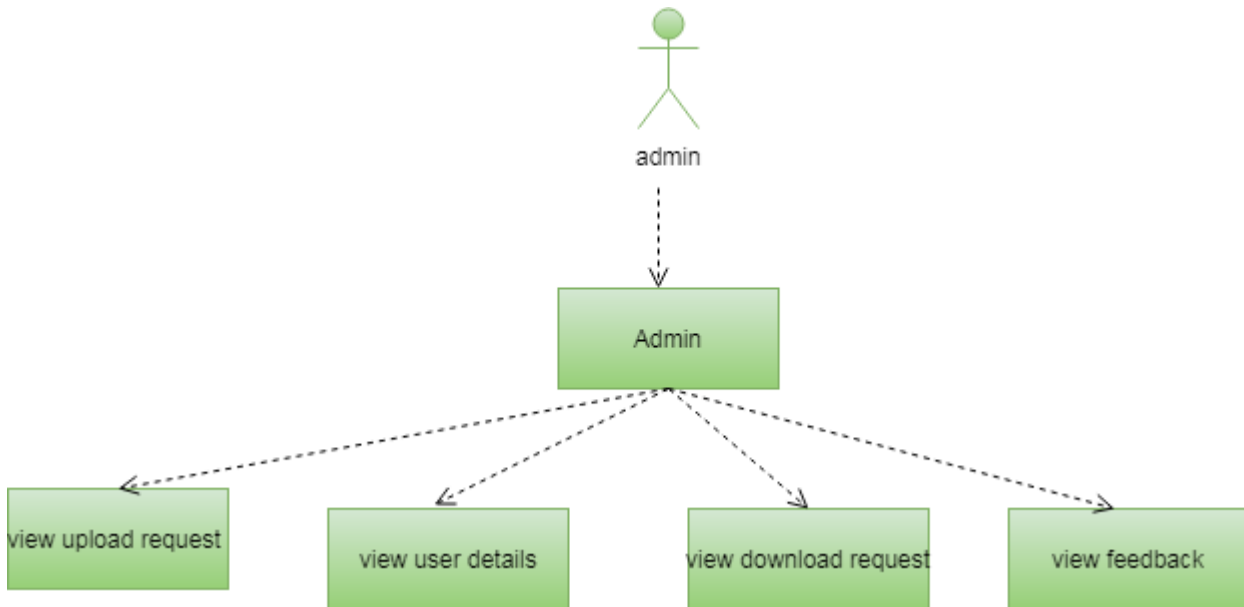 admin
Admin
view upload request
view user details
view download request
view feedback